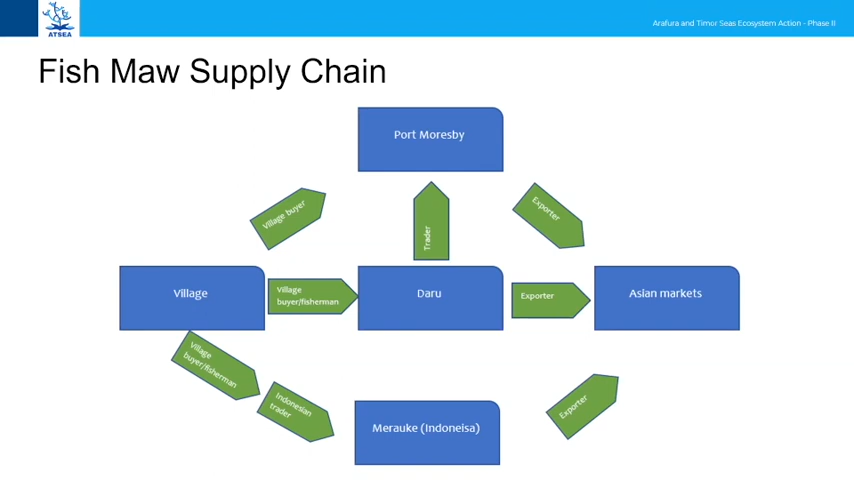 ATSEA
Arafura and Timor Seas Ecosystem Action - Phase II
Fish Maw Supply Chain
Port Moresby
Village buyer
Trader
Exporter
Village
Village
buyer/fisherman
Daru
Exporter
Asian markets
Village
buyer/fisherman
Indonesian
trader
Merauke (Indoneisa)
Exporter